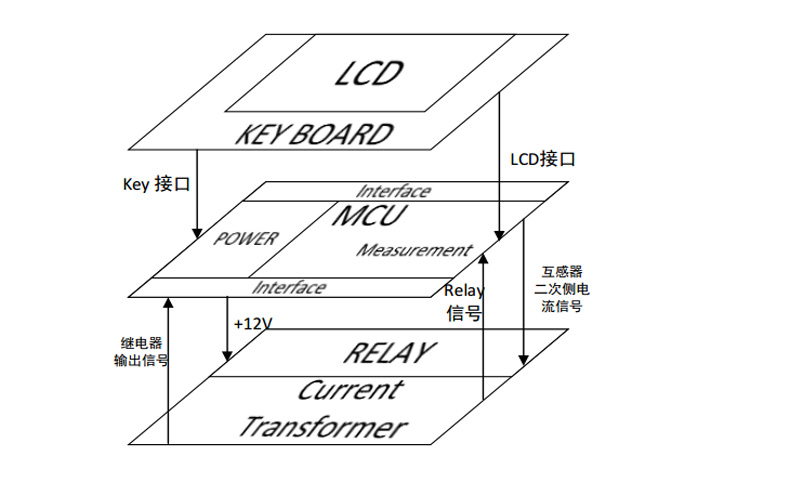 LCD
KEY BOARD
Key 接口
LCD接口
Interface
MCU
POWER
Measurement
Interface
Relay
信号
互感器
二次侧电
流信号
+12V
继电器
输出信号
RELAY
Current
Transformer